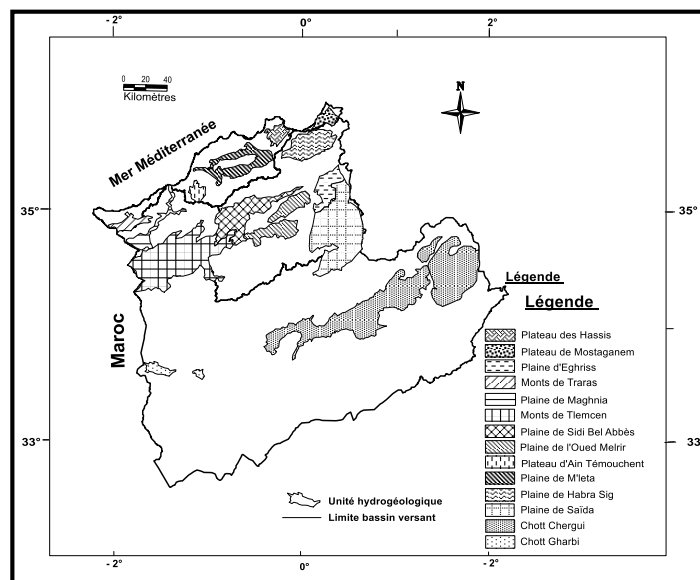 - 2°
0°
2°
N
0 20 40
Kilomètres
Mer Méditerranée
35°
35°
Légende
Légende
Maroc
Plateau des Hassis
Plateau de Mostaganem
Plaine d'Eghriss
Monts de Traras
Plaine de Maghnia
Monts de Tlemcen
Plaine de Sidi Bel Abbès
Plaine de l'Oued Melrir
Plateau d'Ain Témouchent
Plaine de M'leta
Plaine de Habra Sig
Plaine de Saïda
Chott Chergui
Chott Gharbi
33°
33
Unité hydrogéologique
Limite bassin versant
- 2°
0°
- 2°